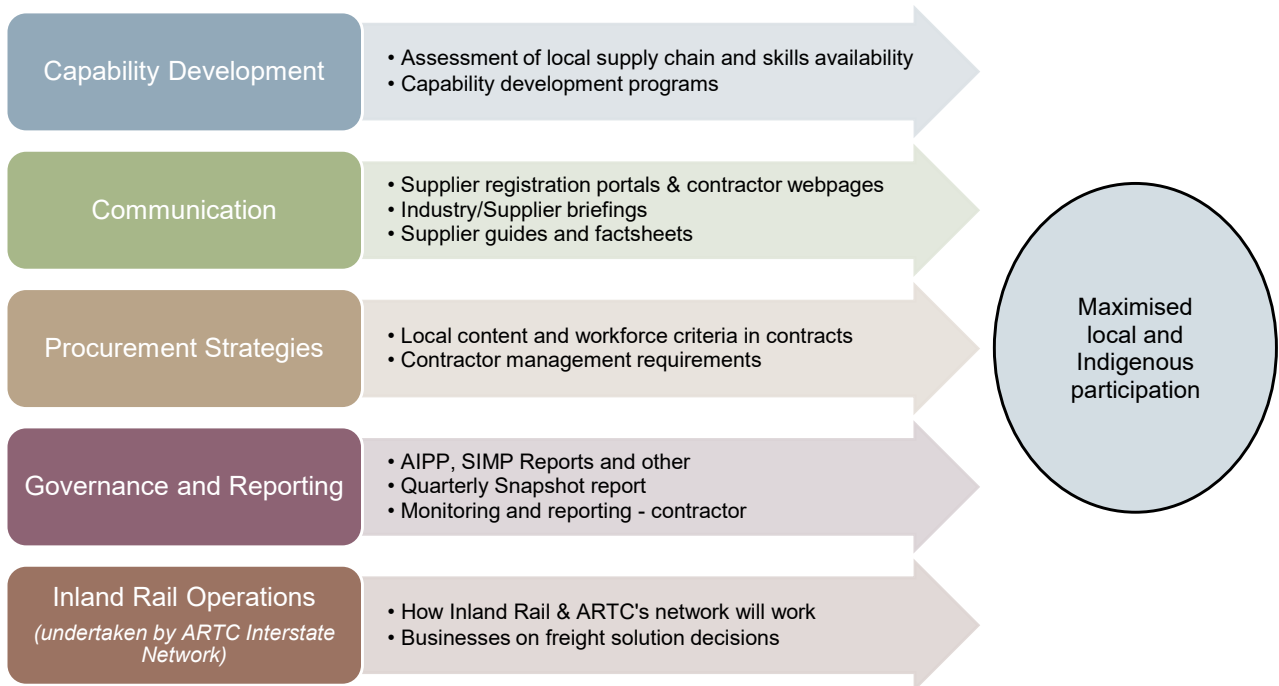 Capability Development
• Assessment of local supply chain and skills availability
• Capability development programs
Communication
• Supplier registration portals & contractor webpages
• Industry/Supplier briefings
• Supplier guides and factsheets
Procurement Strategies
• Local content and workforce criteria in contracts
• Contractor management requirements
Governance and Reporting
• AIPP, SIMP Reports and other
• Quarterly Snapshot report
• Monitoring and reporting - contractor
Inland Rail Operations
(undertaken by ARTC Interstate
Network)
• How Inland Rail & ARTC's network will work
• Businesses on freight solution decisions
Maximised
local and
Indigenous
participation